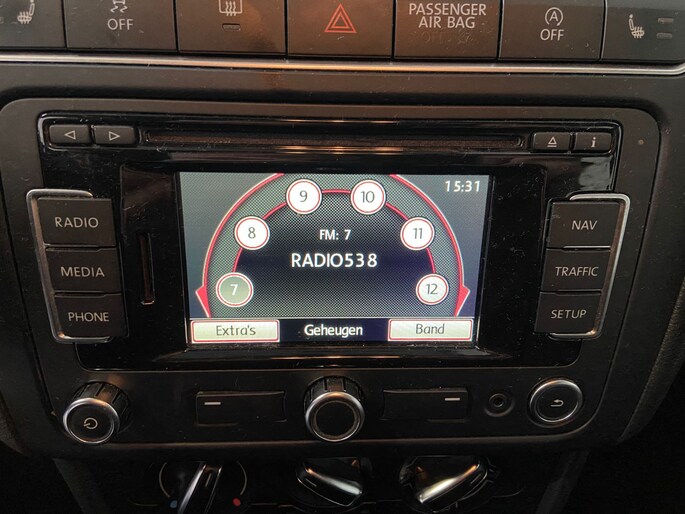 OFF
PASSENGER
AIR BAG
A
OFF
i
RADIO
MEDIA
PHONE
15:31
9
10
8
11
FM: 7
RADIO538
7
12
Extra's
Geheugen
Band
NAV
TRAFFIC
SETUP